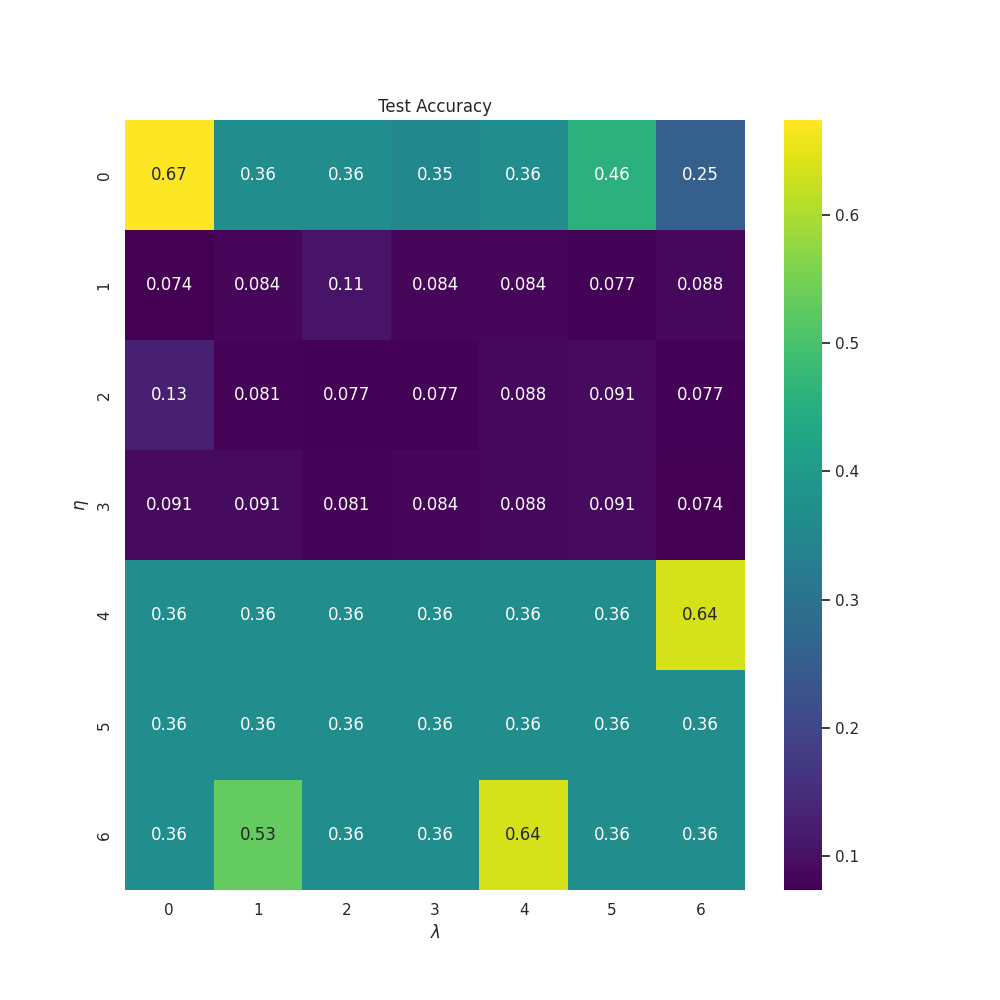 Test Accuracy
0 0.67 0.36 0.36 0.35 0.36 0.46 0.25
1 0.074 0.084 0.11 0.084 0.084 0.077 0.088
2 0.13 0.081 0.077 0.077 0.088 0.091 0.077
η
3 0.091 0.091 0.081 0.084 0.088 0.091 0.074
4 0.36 0.36 0.36 0.36 0.36 0.36 0.64
5 0.36 0.36 0.36 0.36 0.36 0.36 0.36
6 0.36 0.53 0.36 0.36 0.64 0.36 0.36
0 1 2 3 4 5 6
λ
0.6
0.5
0.4
0.3
0.2
0.1